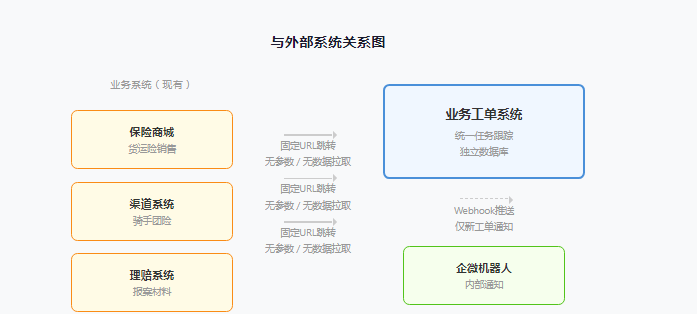 与外部系统关系图
业务系统（现有）
保险商城
货运险销售
渠道系统
骑手团险
理赔系统
报案材料
固定URL跳转
无参数 / 无数据拉取
固定URL跳转
无参数 / 无数据拉取
固定URL跳转
无参数 / 无数据拉取
业务工单系统
统一任务跟踪
独立数据库
Webhook推送
仅新工单通知
企微机器人
内部通知